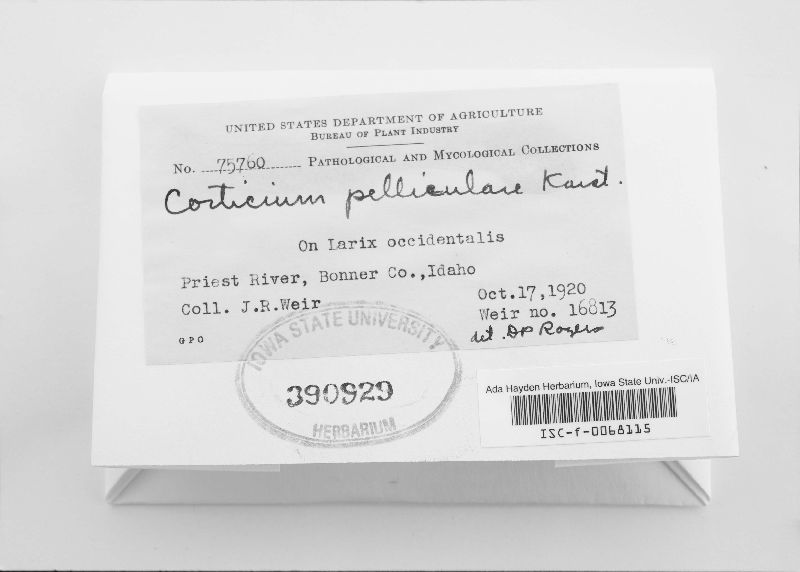 UNITED STATES DEPARTMENT OF AGRICULTURE
BUREAU OF PLANT INDUSTRY
No. 75760 PATHOLOGICAL AND MYCOLOGICAL COLLECTIONS
Corticium pelliculare Karst.
On Larix occidentalis
Priest River, Bonner Co., Idaho
Coll. J.R.Weir
Oct.17,1920
Weir no. 16813
det. DP Rogers
GPO
IOWA STATE UNIVERSITY
390929
HERBARIUM
Ada Hayden Herbarium, Iowa State Univ.-ISC/IA
ISC-f-0068115